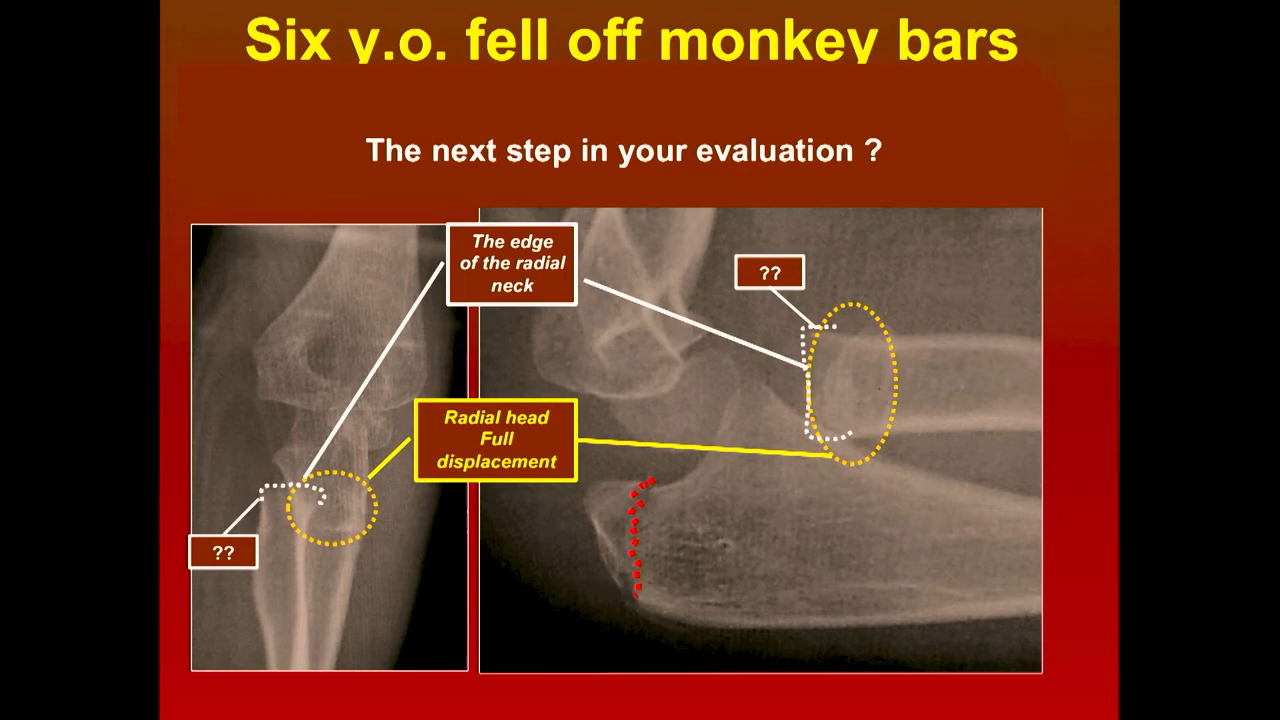 Six y.o. fell off monkey bars
The next step in your evaluation ?
The edge
of the radial
neck
??
Radial head
Full
displacement
??